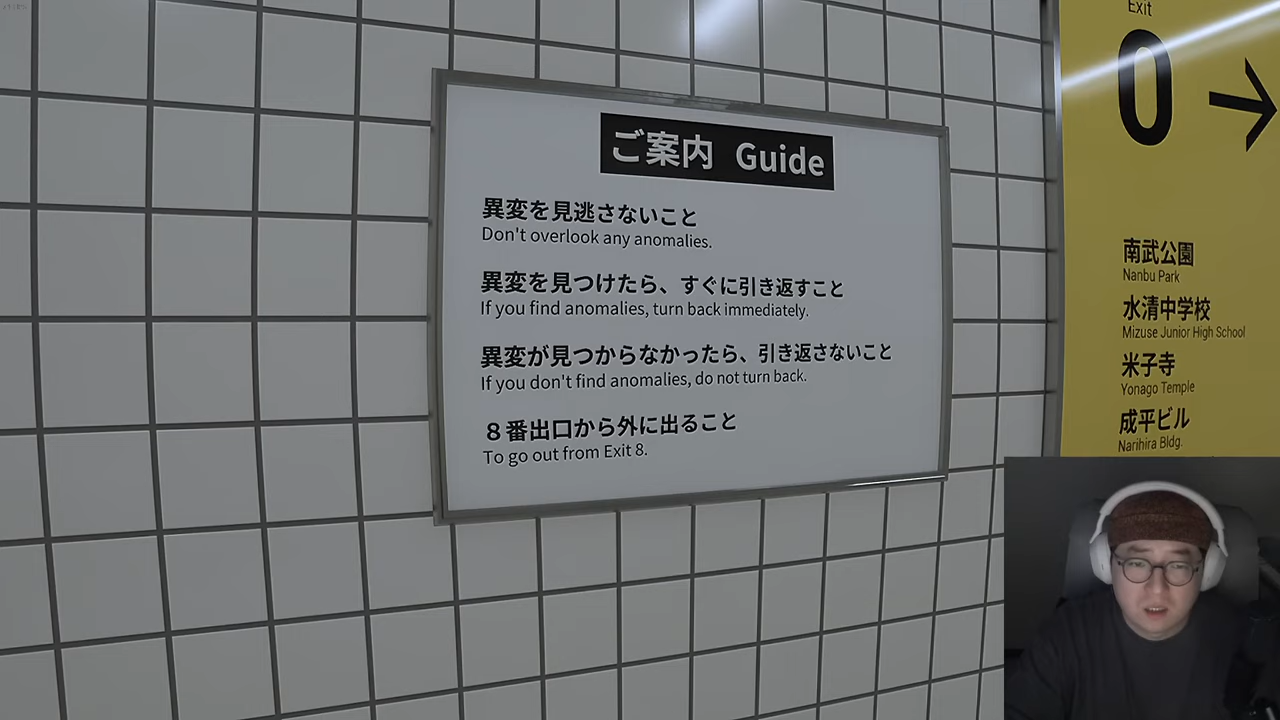 ご案内 Guide
異変を見逃さないこと
Don't overlook any anomalies.
異変を見つけたら、すぐに引き返すこと
If you find anomalies, turn back immediately.
異変が見つからなかったら、引き返さないこと
If you don't find anomalies, do not turn back.
８番出口から外に出ること
To go out from Exit 8.
Exit
0
南武公園
Nanbu Park
水清中学校
Mizuse Junior High School
米子寺
Yonago Temple
成平ビル
Narihira Bldg.